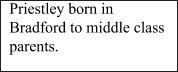 Priestley born in
Bradford to middle class
parents.